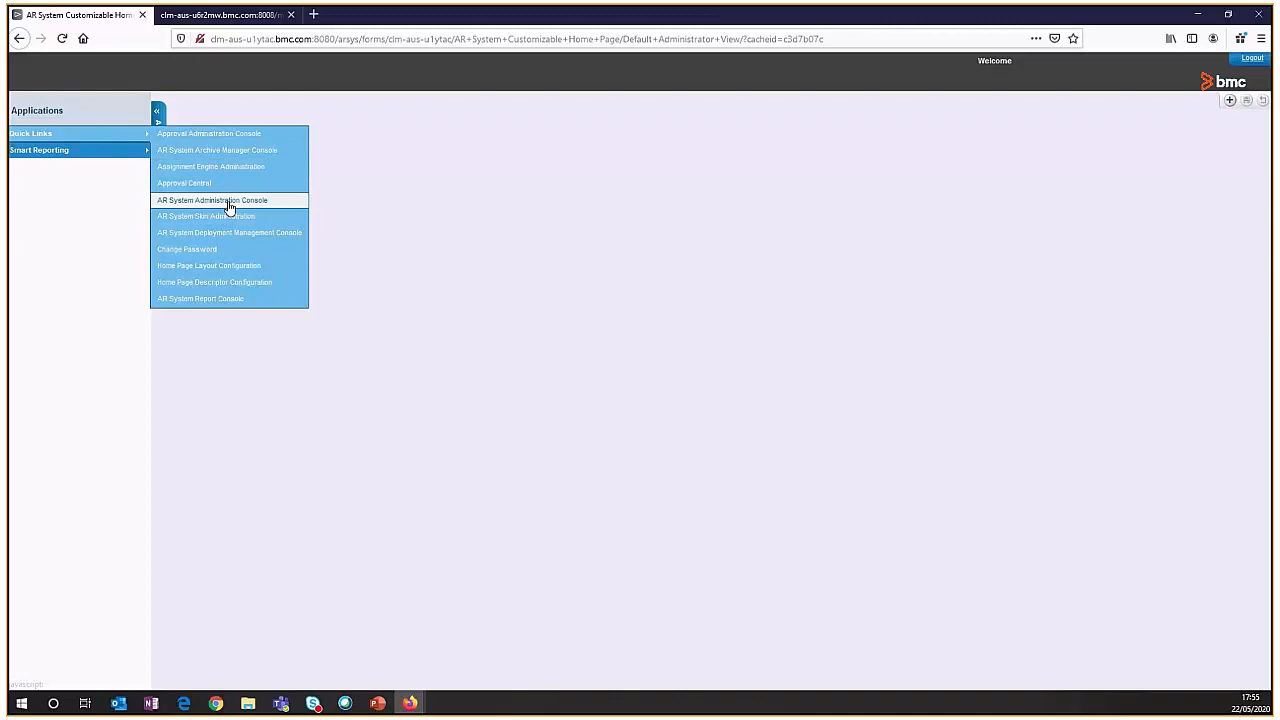 AR System Customizable Hom
clm-aus-u6r2mw.bmc.com:8008/m
clm-aus-u1ytac.bmc.com:8080/arsys/forms/clm-aus-u1ytac/AR+System+Customizable+Home+Page/Default+Administrator+View/?cacheid=c3d7b07c
Welcome
Logout
bmc
Applications
Quick Links
Smart Reporting
Approval Administration Console
AR System Archive Manager Console
Assignment Engine Administration
Approval Central
AR System Administration Console
AR System Skin Administration
AR System Deployment Management Console
Change Password
Home Page Layout Configuration
Home Page Descriptor Configuration
AR System Report Console
javascript:
17:55
22/05/2020